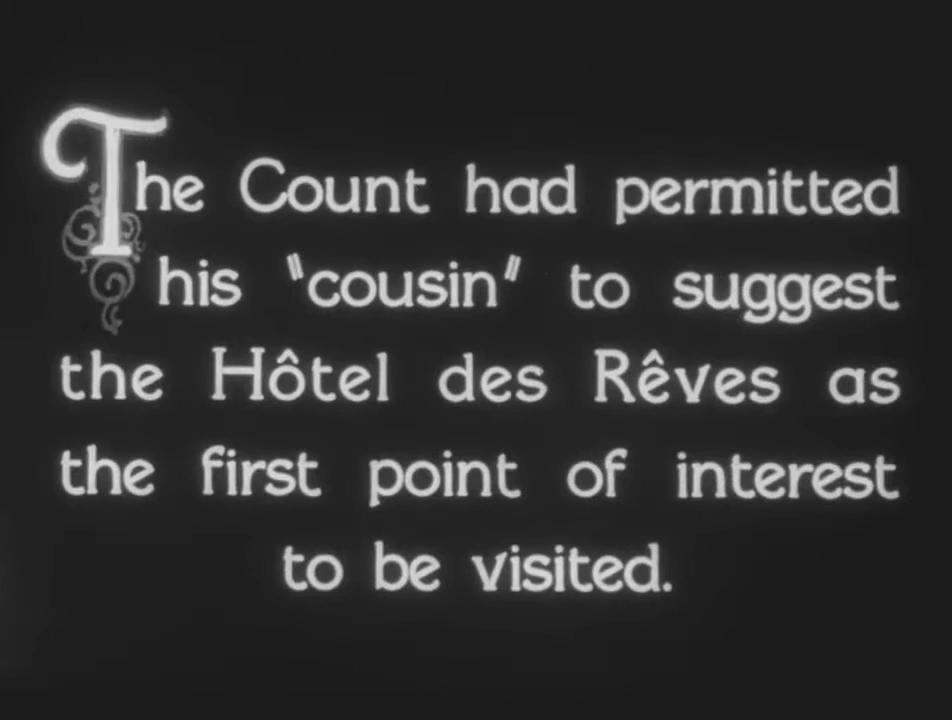 The Count had permitted
his "cousin" to suggest
the Hôtel des Rêves as
the first point of interest
to be visited.